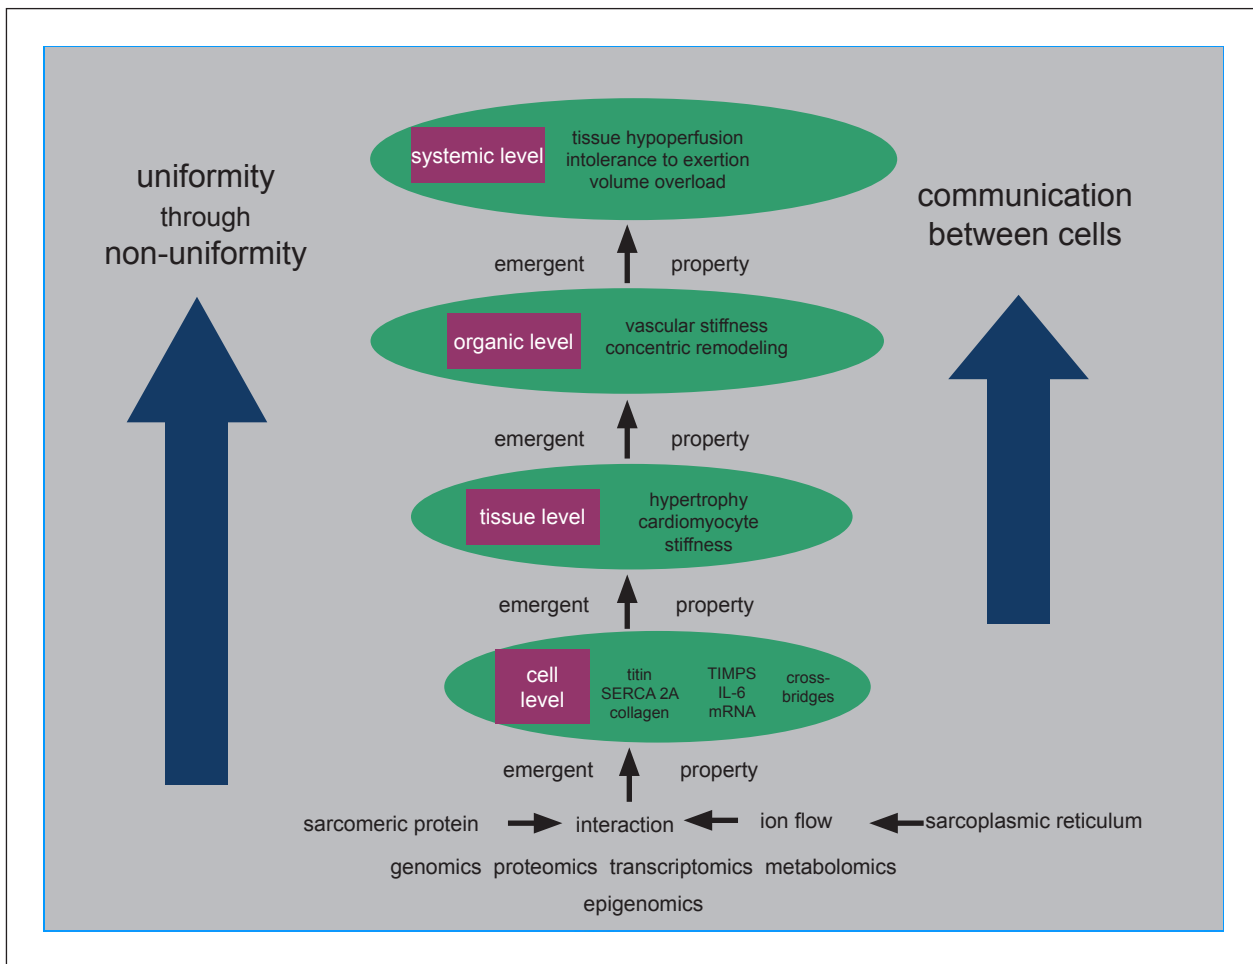 systemic level
tissue hypoperfusion
intolerance to exertion
volume overload
uniformity
through
non-uniformity
communication
between cells
emergent property
organic level
vascular stiffness
concentric remodeling
emergent property
tissue level
hypertrophy
cardiomyocyte
stiffness
emergent property
cell
level
titin
SERCA 2A
collagen
TIMPS
IL-6
mRNA
cross-
bridges
emergent property
sarcomeric protein interaction ion flow sarcoplasmic reticulum
genomics proteomics transcriptomics metabolomics
epigenomics